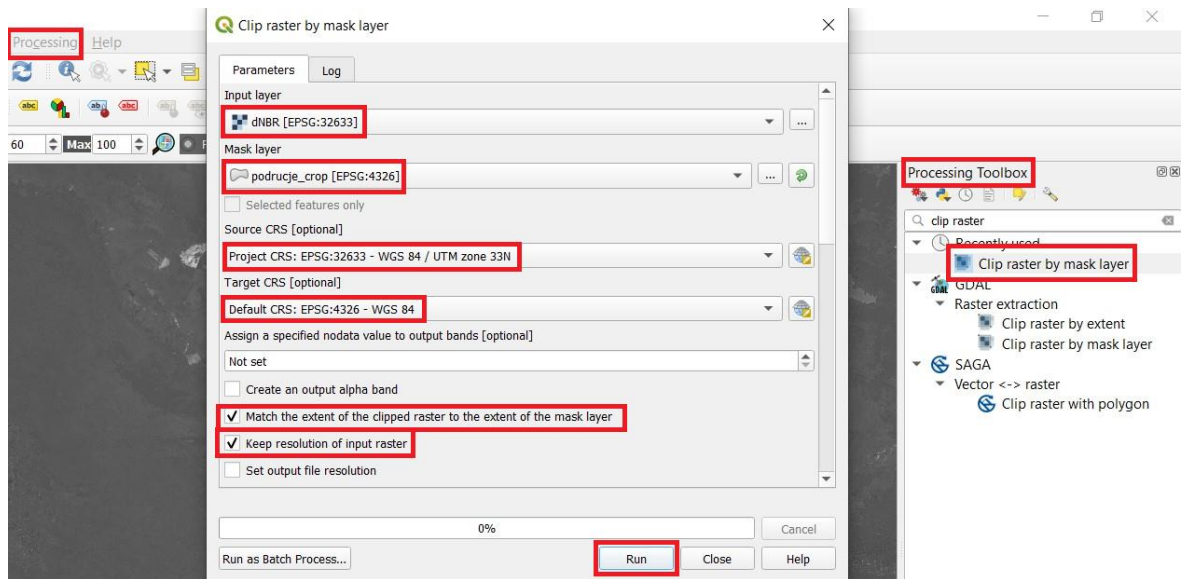 Clip raster by mask layer
Processing Help
Parameters Log
Input layer
abc abc abc
dNBR [EPSG:32633] ...
60 Max 100
Mask layer
podrucje_crop [EPSG:4326] ...
Selected features only
Source CRS [optional]
Project CRS: EPSG:32633 - WGS 84 / UTM zone 33N
Target CRS [optional]
Default CRS: EPSG:4326 - WGS 84
Assign a specified nodata value to output bands [optional]
Not set
Create an output alpha band
Match the extent of the clipped raster to the extent of the mask layer
Keep resolution of input raster
Set output file resolution
0% Cancel
Run as Batch Process... Run Close Help
Processing Toolbox
clip raster
Recently used
Clip raster by mask layer
GDAL
Raster extraction
Clip raster by extent
Clip raster by mask layer
SAGA
Vector <-> raster
Clip raster with polygon